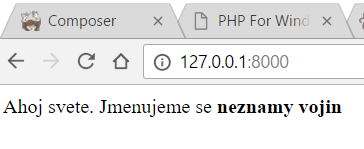 Composer
PHP For Wind
127.0.0.1:8000
Ahoj svete. Jmenujeme se neznamy vojin